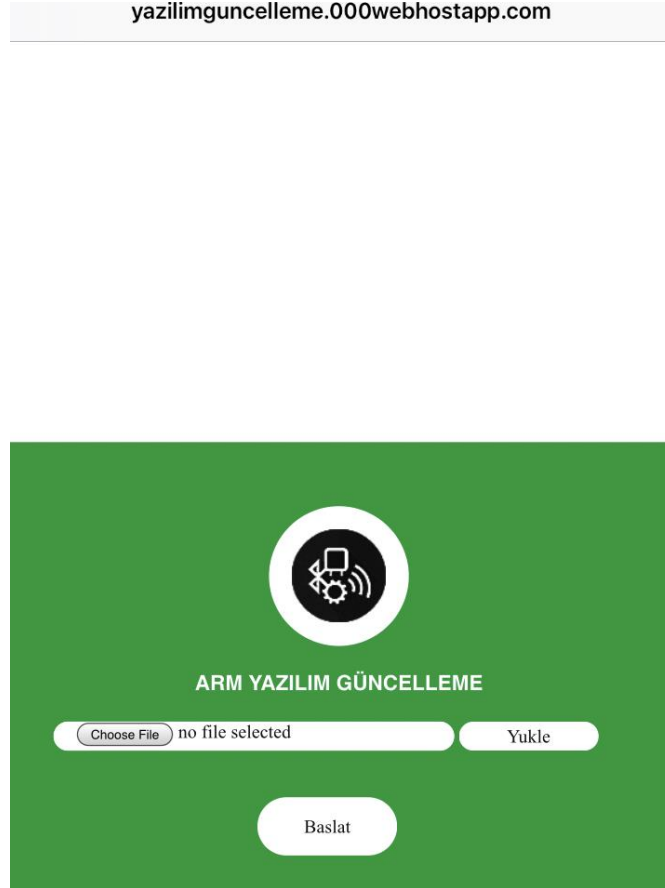 yazilimguncelleme.000webhostapp.com
ARM YAZILIM GÜNCELLEME
Choose File no file selected
Yukle
Baslat